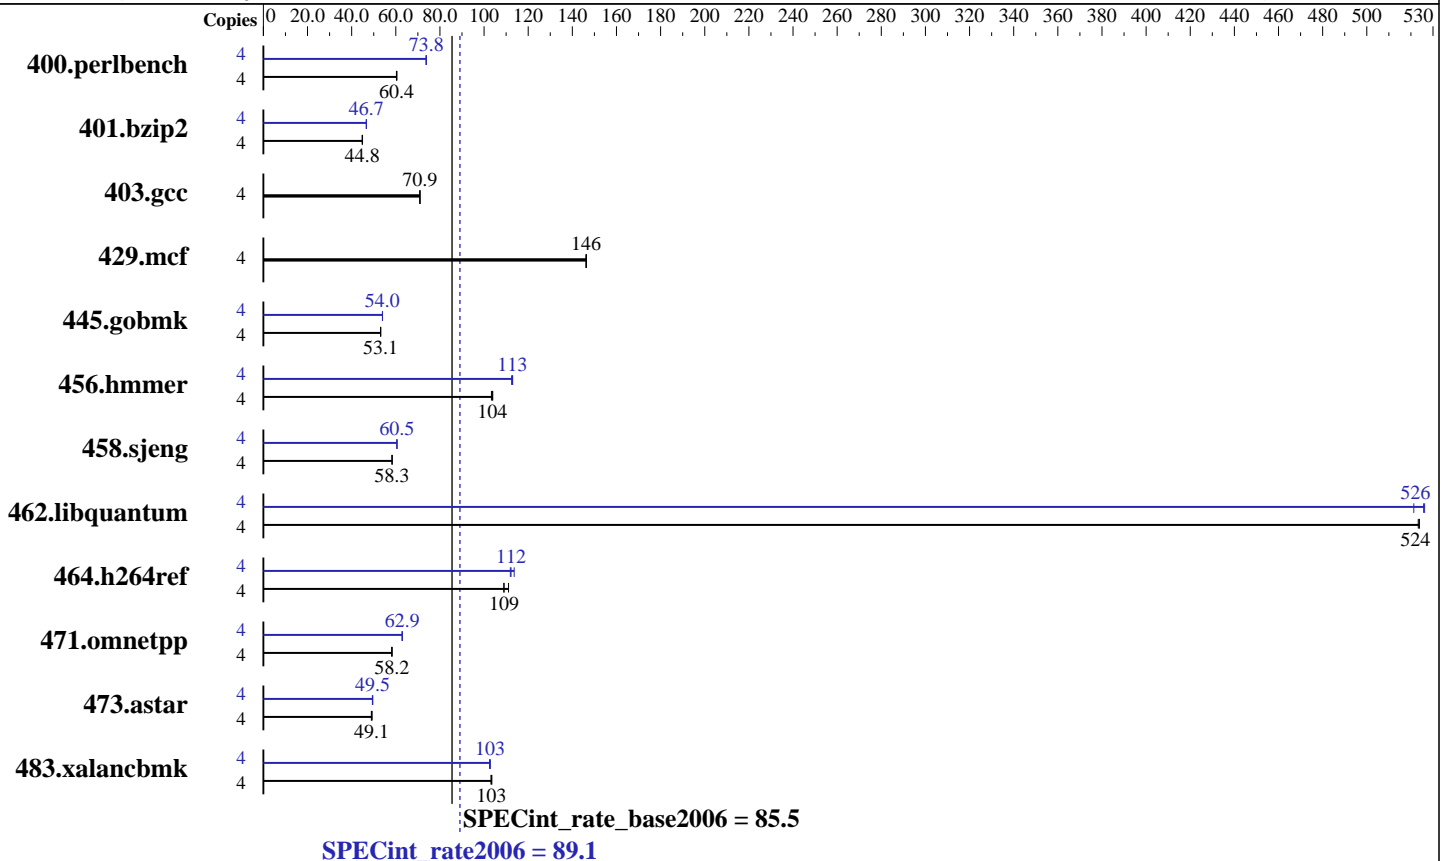 Copies 0 20.0 40.0 60.0 80.0 100 120 140 160 180 200 220 240 260 280 300 320 340 360 380 400 420 440 460 480 500 530
400.perlbench 4 73.8
4 60.4
401.bzip2 4 46.7
4 44.8
403.gcc 4 70.9
429.mcf 4 146
445.gobmk 4 54.0
4 53.1
456.hmmer 4 113
4 104
458.sjeng 4 60.5
4 58.3
462.libquantum 4 526
4 524
464.h264ref 4 112
4 109
471.omnetpp 4 62.9
4 58.2
473.astar 4 49.5
4 49.1
483.xalancbmk 4 103
4 103
SPECint_rate_base2006 = 85.5
SPECint_rate2006 = 89.1